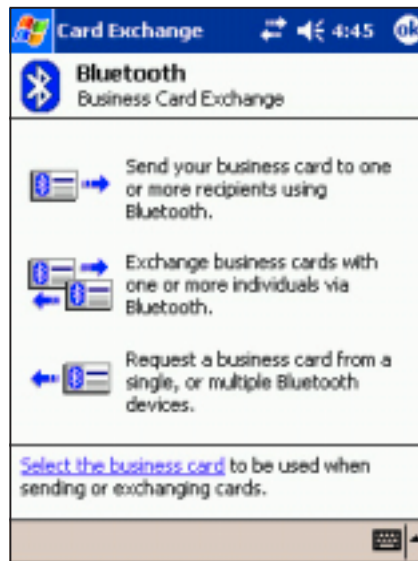 Card Exchange 4:45 ok
Bluetooth
Business Card Exchange
Send your business card to one
or more recipients using
Bluetooth.
Exchange business cards with
one or more individuals via
Bluetooth.
Request a business card from a
single, or multiple Bluetooth
devices.
Select the business card to be used when
sending or exchanging cards.